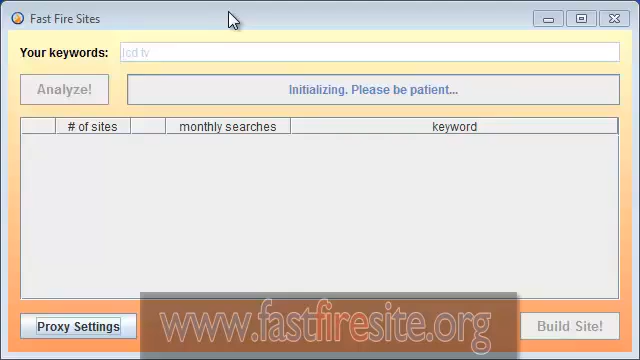 Fast Fire Sites
Your keywords: lcd tv
Analyze! Initializing. Please be patient...
# of sites monthly searches keyword
Proxy Settings www.fastfiresite.org Build Site!